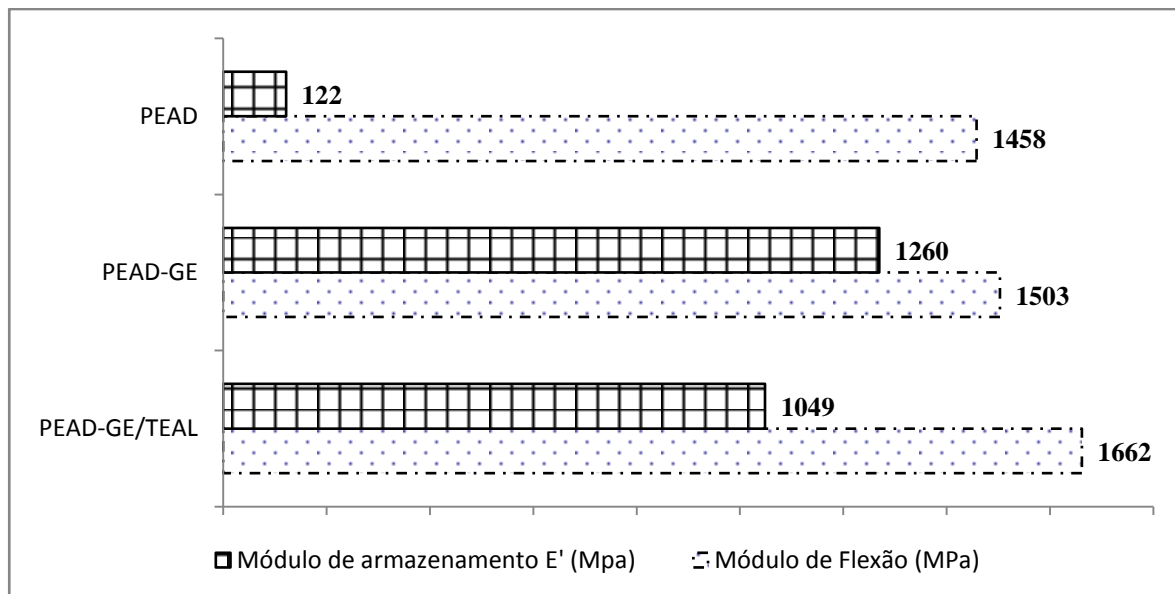 PEAD
122
1458
PEAD-GE
1260
1503
PEAD-GE/TEAL
1049
1662
Módulo de armazenamento E' (Mpa)
Módulo de Flexão (MPa)